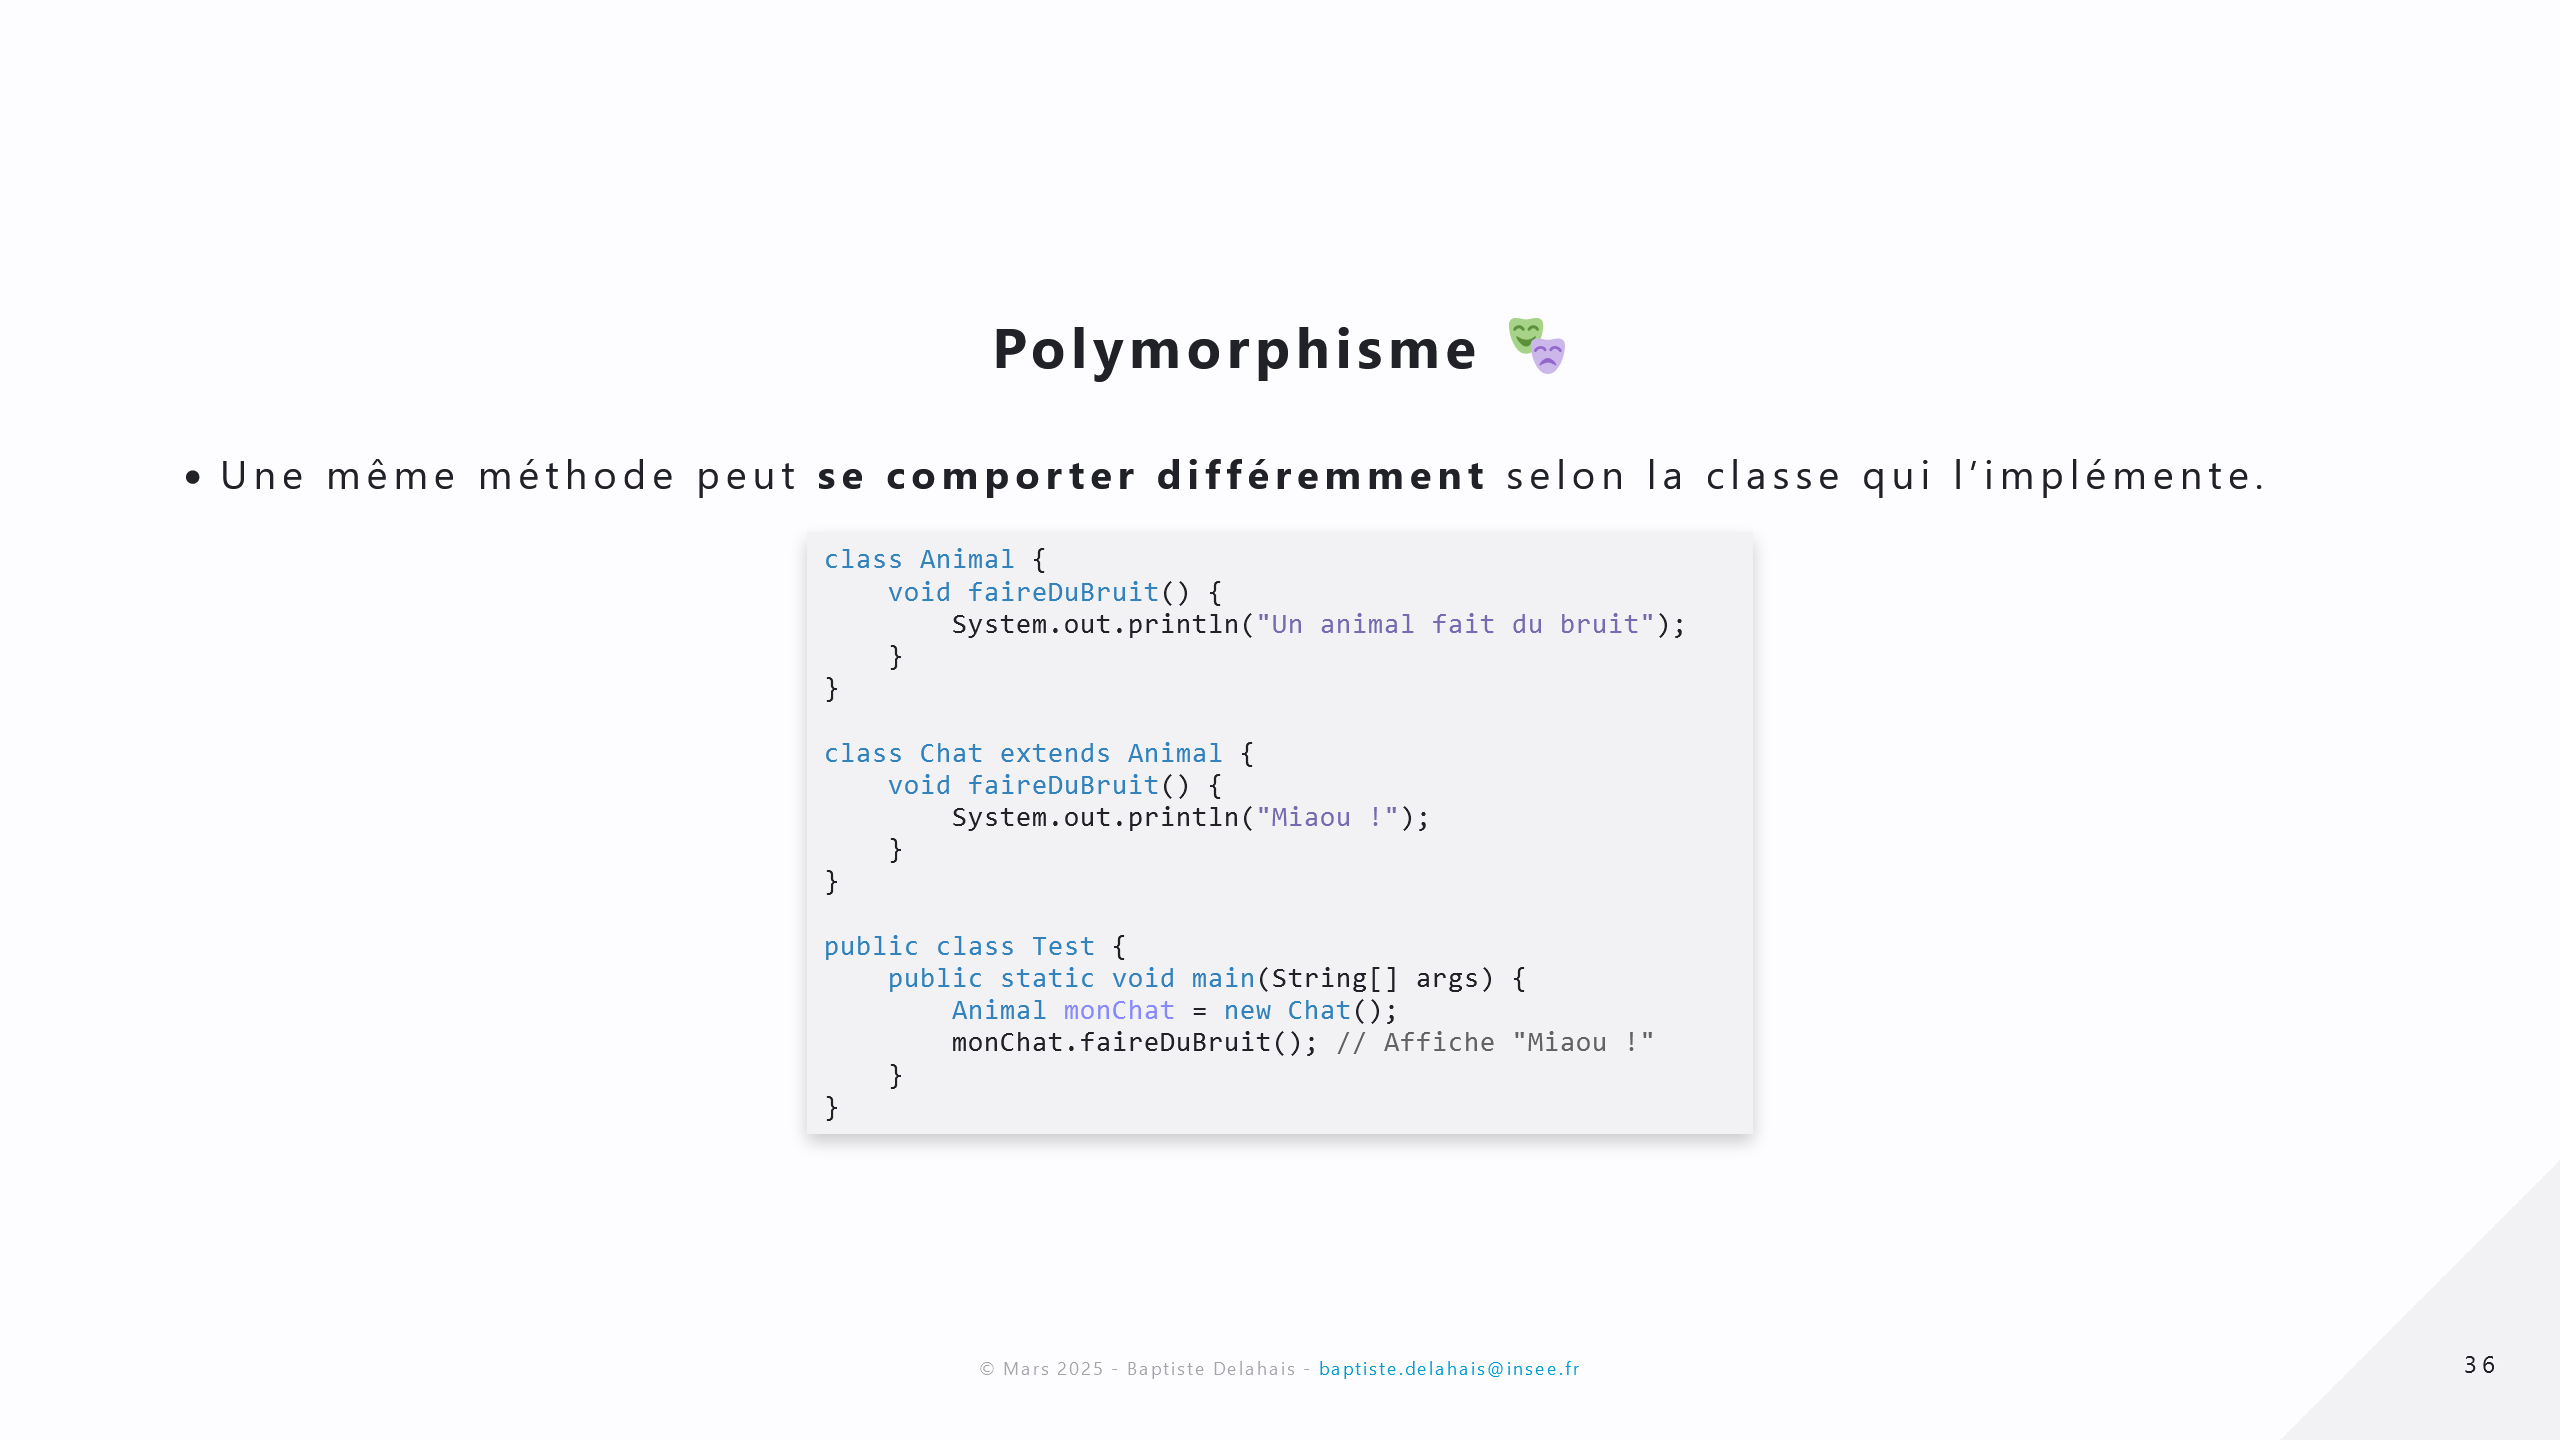 Polymorphisme
• Une même méthode peut se comporter différemment selon la classe qui l’implémente.
class Animal {
    void faireDuBruit() {
        System.out.println("Un animal fait du bruit");
    }
}
class Chat extends Animal {
    void faireDuBruit() {
        System.out.println("Miaou !");
    }
}
public class Test {
    public static void main(String[] args) {
        Animal monChat = new Chat();
        monChat.faireDuBruit(); // Affiche "Miaou !"
    }
}
© Mars 2025 - Baptiste Delahais - baptiste.delahais@insee.fr
36